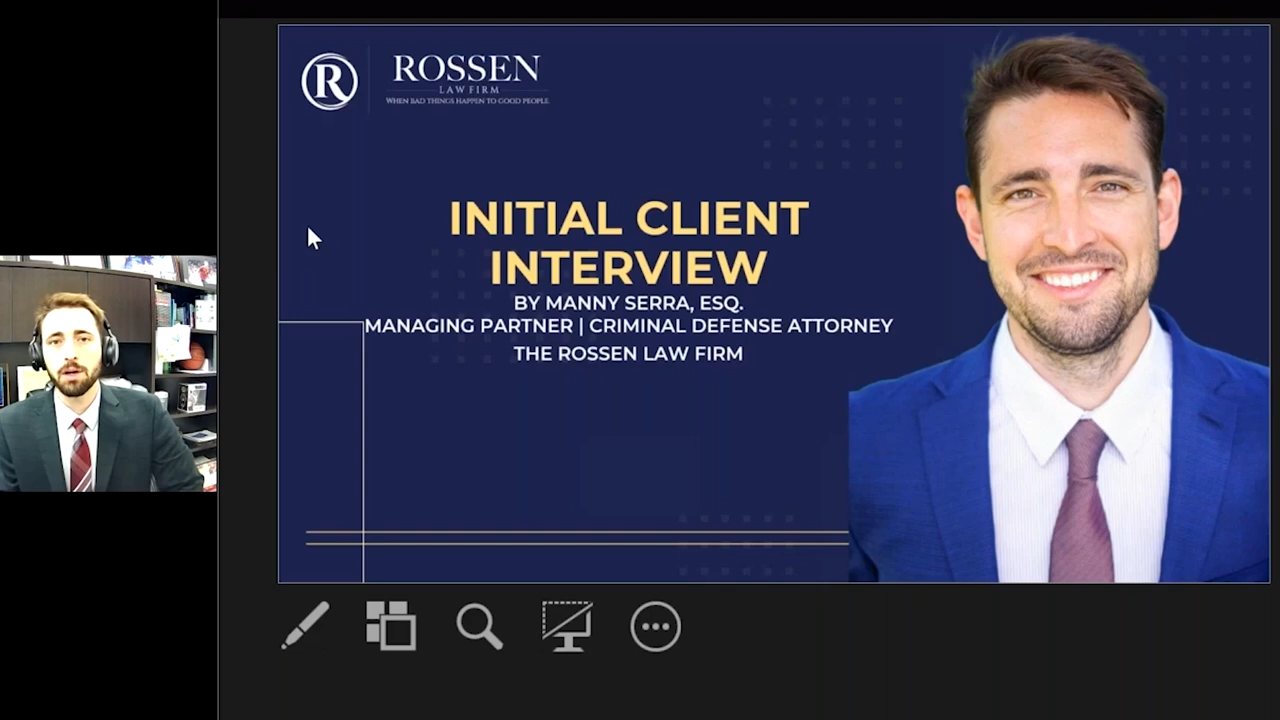 R
ROSSEN
LAW FIRM
WHEN BAD THINGS HAPPEN TO GOOD PEOPLE
INITIAL CLIENT
INTERVIEW
BY MANNY SERRA, ESQ.
MANAGING PARTNER | CRIMINAL DEFENSE ATTORNEY
THE ROSSEN LAW FIRM